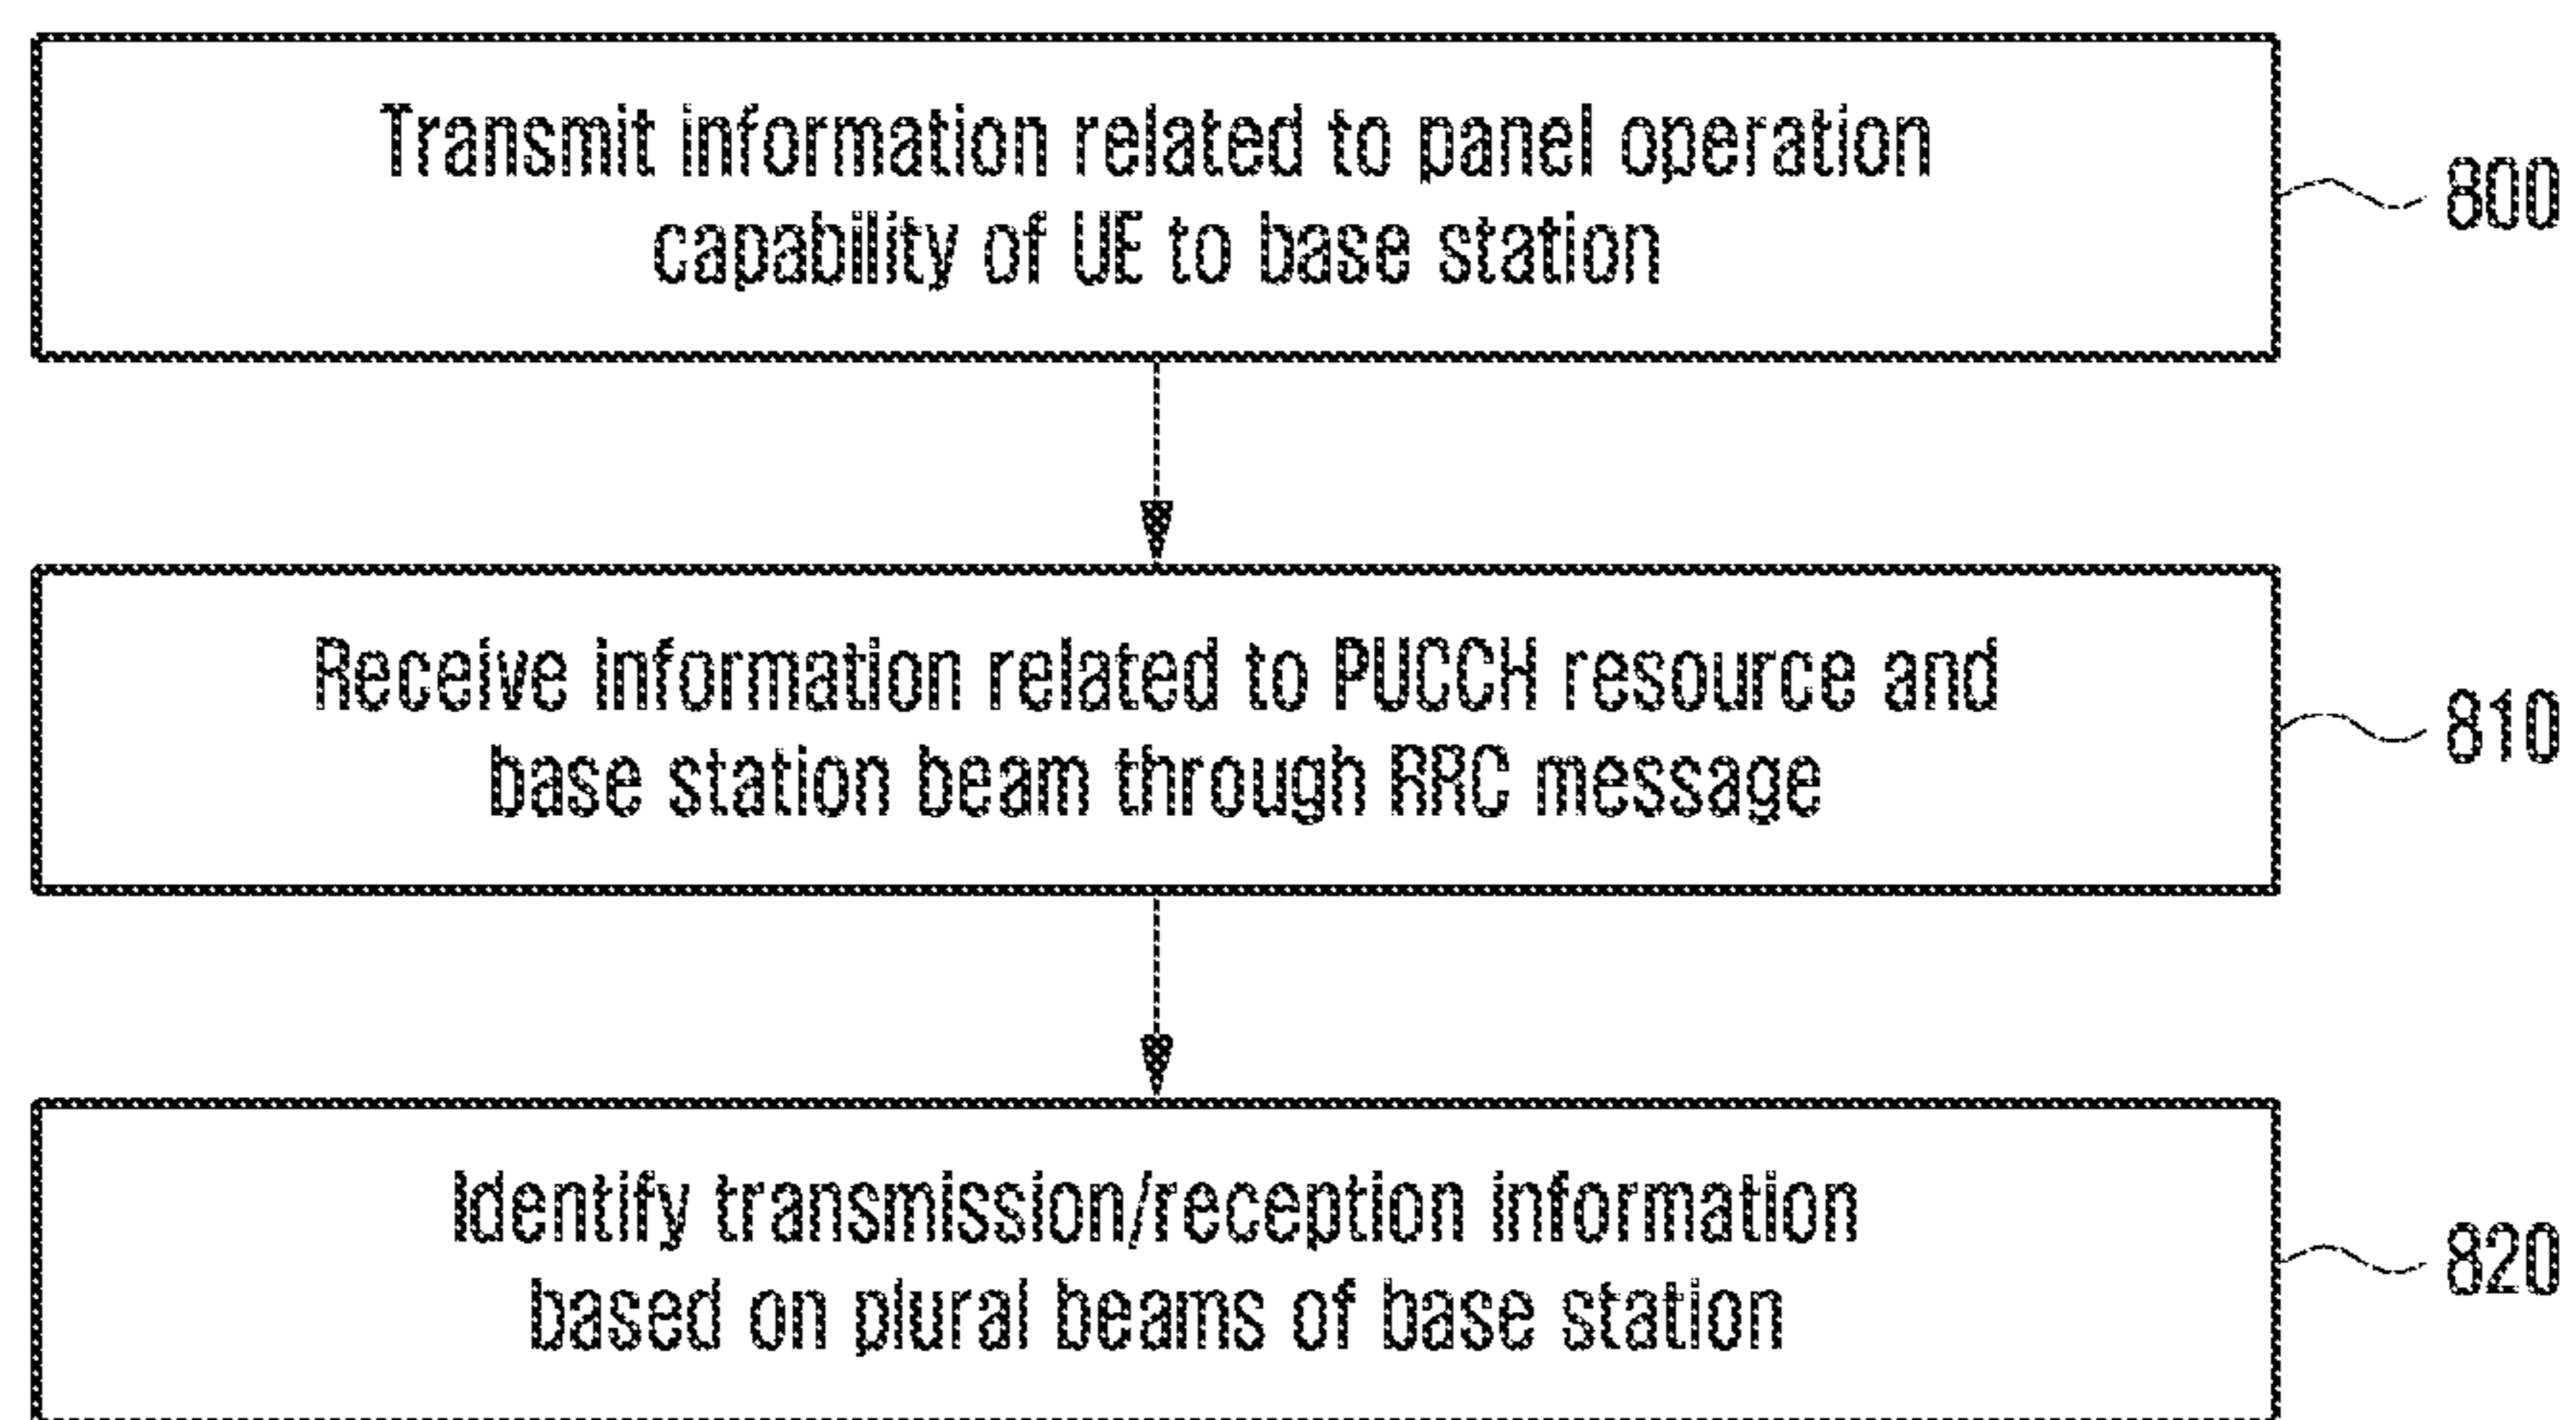 Transmit information related to panel operation
capability of UE to base station
800
Receive information related to PUCCH resource and
base station beam through RRC message
810
Identify transmission/reception information
based on plural beams of base station
820